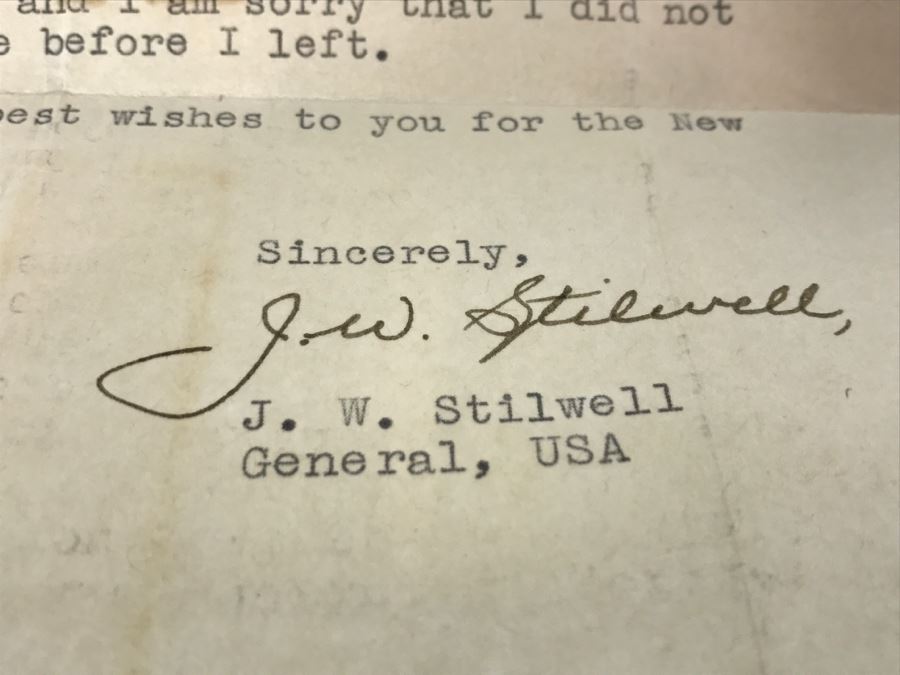 and I am sorry that I did not
e before I left.
best wishes to you for the New
Sincerely,
J. W. Stilwell,
J. W. Stilwell
General, USA